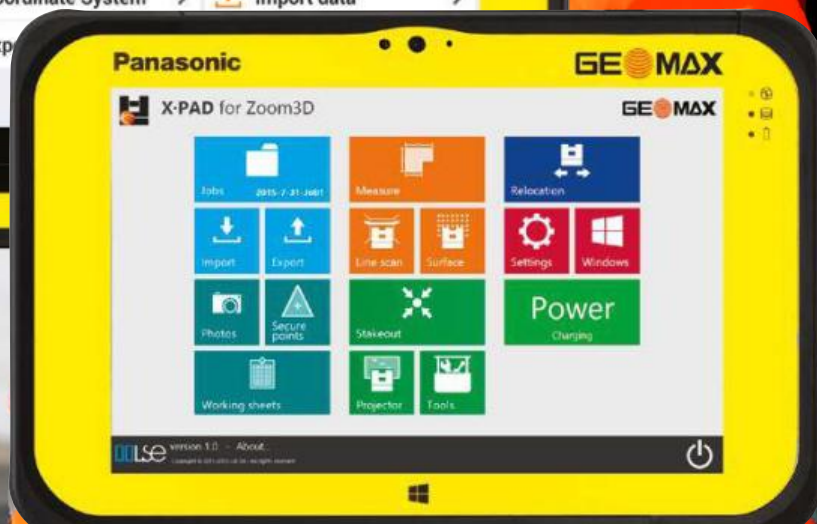 Coordinate System > Import data
Panasonic
GEOMAX
X-PAD for Zoom3D
GEOMAX
Jobs 2015-7-31-Job1
Measure
Relocation
Import
Export
Line scan
Surface
Settings
Windows
Photos
Secure points
Stakeout
Power
Charging
Working sheets
Projector
Tools
LSE version 1.0 - About...